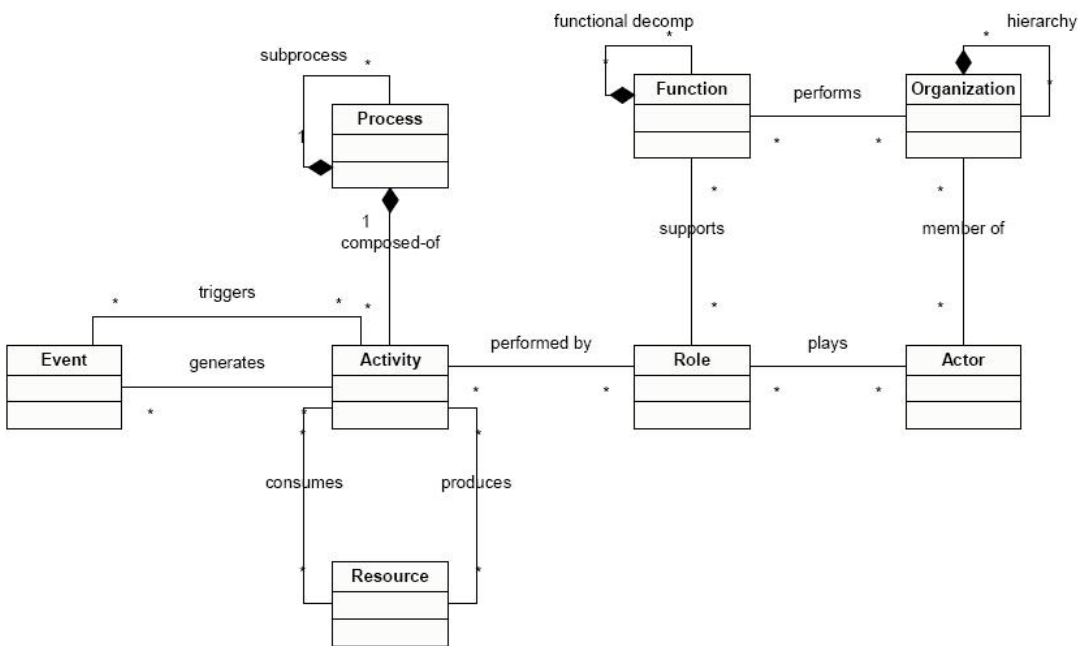 functional decomp
hierarchy
*
*
subprocess
*
*
*
Function
performs
Organization
*
Process
1
*
*
*
*
1
supports
member of
composed-of
triggers
*
*
*
*
*
Event
generates
Activity
performed by
Role
plays
Actor
*
*
*
*
*
*
*
*
consumes
produces
*
*
Resource